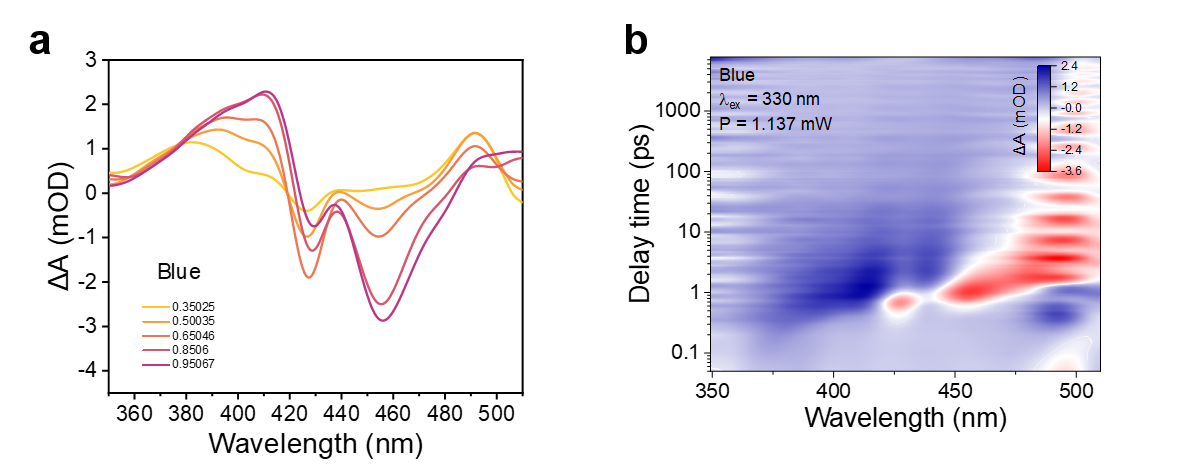 a
3
2
1
0
-1
-2
-3
-4
ΔA (mOD)
Blue
0.35025
0.50035
0.65046
0.8506
0.95067
360 380 400 420 440 460 480 500
Wavelength (nm)
b
Blue
λex = 330 nm
P = 1.137 mW
ΔA (mOD)
2.4
1.2
-0.0
-1.2
-2.4
-3.6
1000
100
10
1
0.1
Delay time (ps)
350 400 450 500
Wavelength (nm)